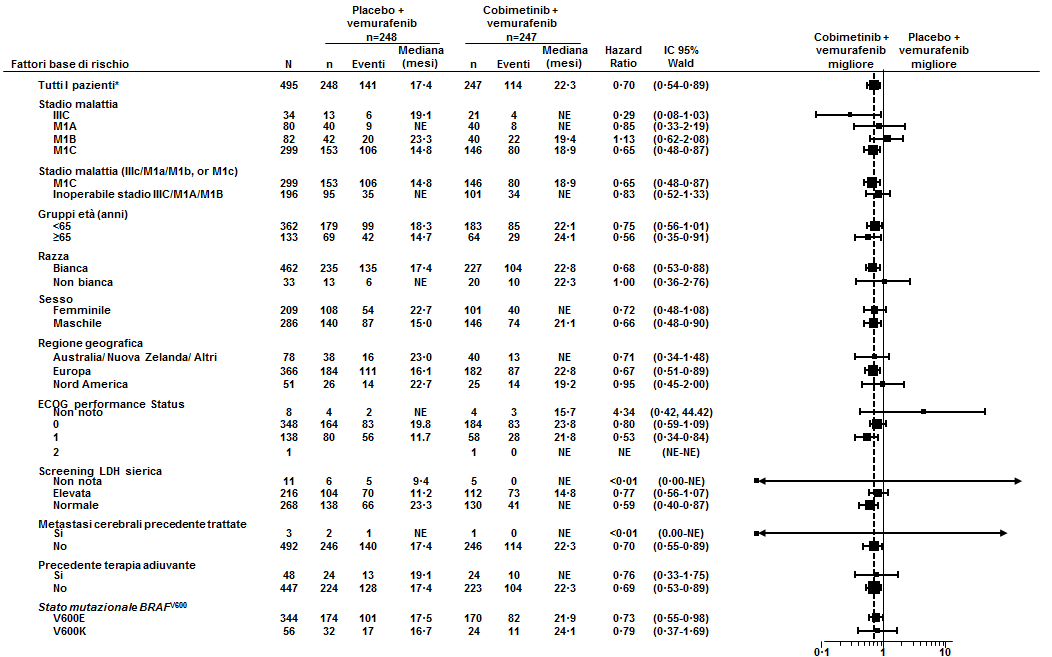 Placebo + Cobimetinib +
vemurafenib vemurafenib
n=248 n=247
Cobimetinib + Placebo +
vemurafenib vemurafenib
migliore migliore
Mediana Mediana Hazard IC 95%
Fattori base di rischio N n Eventi (mesi) n Eventi (mesi) Ratio Wald
Tutti I pazienti* 495 248 141 17·4 247 114 22·3 0·70 (0·54-0·89)
Stadio malattia
IIIC 34 13 6 19·1 21 4 NE 0·29 (0·08-1·03)
M1A 80 40 9 NE 40 8 NE 0·85 (0·33-2·19)
M1B 82 42 20 23·3 40 22 19·4 1·13 (0·62-2·08)
M1C 299 153 106 14·8 146 80 18·9 0·65 (0·48-0·87)
Stadio malattia (IIIc/M1a/M1b, or M1c)
M1C 299 153 106 14·8 146 80 18·9 0·65 (0·48-0·87)
Inoperabile stadio IIIC/M1A/M1B 196 95 35 NE 101 34 NE 0·83 (0·52-1·33)
Gruppi età (anni)
<65 362 179 99 18·3 183 85 22·1 0·75 (0·56-1·01)
≥65 133 69 42 14·7 64 29 24·1 0·56 (0·35-0·91)
Razza
Bianca 462 235 135 17·4 227 104 22·8 0·68 (0·53-0·88)
Non bianca 33 13 6 NE 20 10 22·3 1·00 (0·36-2·76)
Sesso
Femminile 209 108 54 22·7 101 40 NE 0·72 (0·48-1·08)
Maschile 286 140 87 15·0 146 74 21·1 0·66 (0·48-0·90)
Regione geografica
Australia/ Nuova Zelanda/ Altri 78 38 16 23·0 40 13 NE 0·71 (0·34-1·48)
Europa 366 184 111 16·1 182 87 22·8 0·67 (0·51-0·89)
Nord America 51 26 14 22·7 25 14 19·2 0·95 (0·45-2·00)
ECOG performance Status
Non noto 8 4 2 NE 4 3 15·7 4·34 (0·42, 44.42)
0 348 164 83 19.8 184 83 23·8 0·80 (0·59-1·09)
1 138 80 56 11.7 58 28 21·8 0·53 (0·34-0·84)
2 1 1 0 NE NE (NE-NE)
Screening LDH sierica
Non nota 11 6 5 9·4 5 0 NE <0·01 (0·00-NE)
Elevata 216 104 70 11·2 112 73 14·8 0·77 (0·56-1·07)
Normale 268 138 66 23·3 130 41 NE 0·59 (0·40-0·87)
Metastasi cerebrali precedente trattate
Si 3 2 1 NE 1 0 NE <0·01 (0.00-NE)
No 492 246 140 17·4 246 114 22·3 0·70 (0·55-0·89)
Precedente terapia adiuvante
Si 48 24 13 19·1 24 10 NE 0·76 (0·33-1·75)
No 447 224 128 17·4 223 104 22·3 0·69 (0·53-0·89)
Stato mutazionale BRAFV600
V600E 344 174 101 17·5 170 82 21·9 0·73 (0·55-0·98)
V600K 56 32 17 16·7 24 11 24·1 0·79 (0·37-1·69)
0·1 1 10